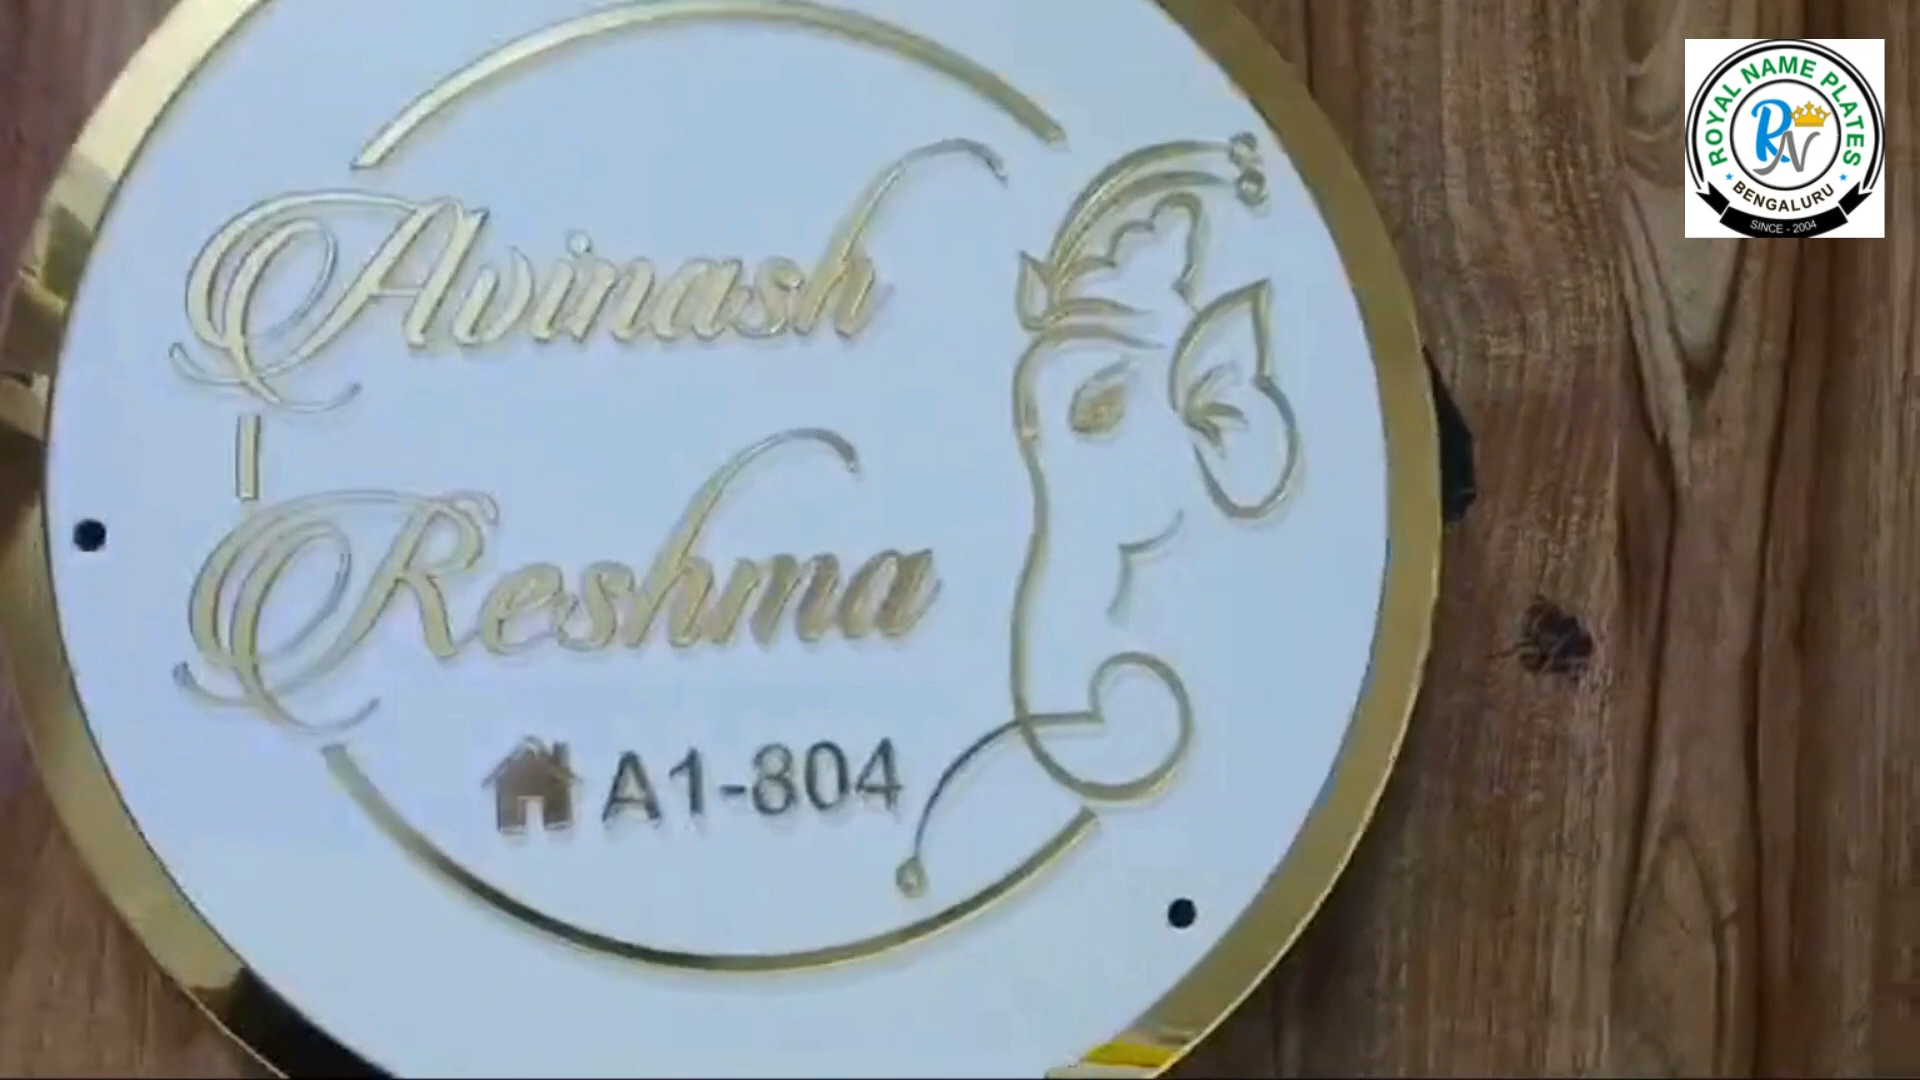 Avinash
Reshma
A1-804
ROYAL NAME PLATES
RN
BENGALURU
SINCE - 2004